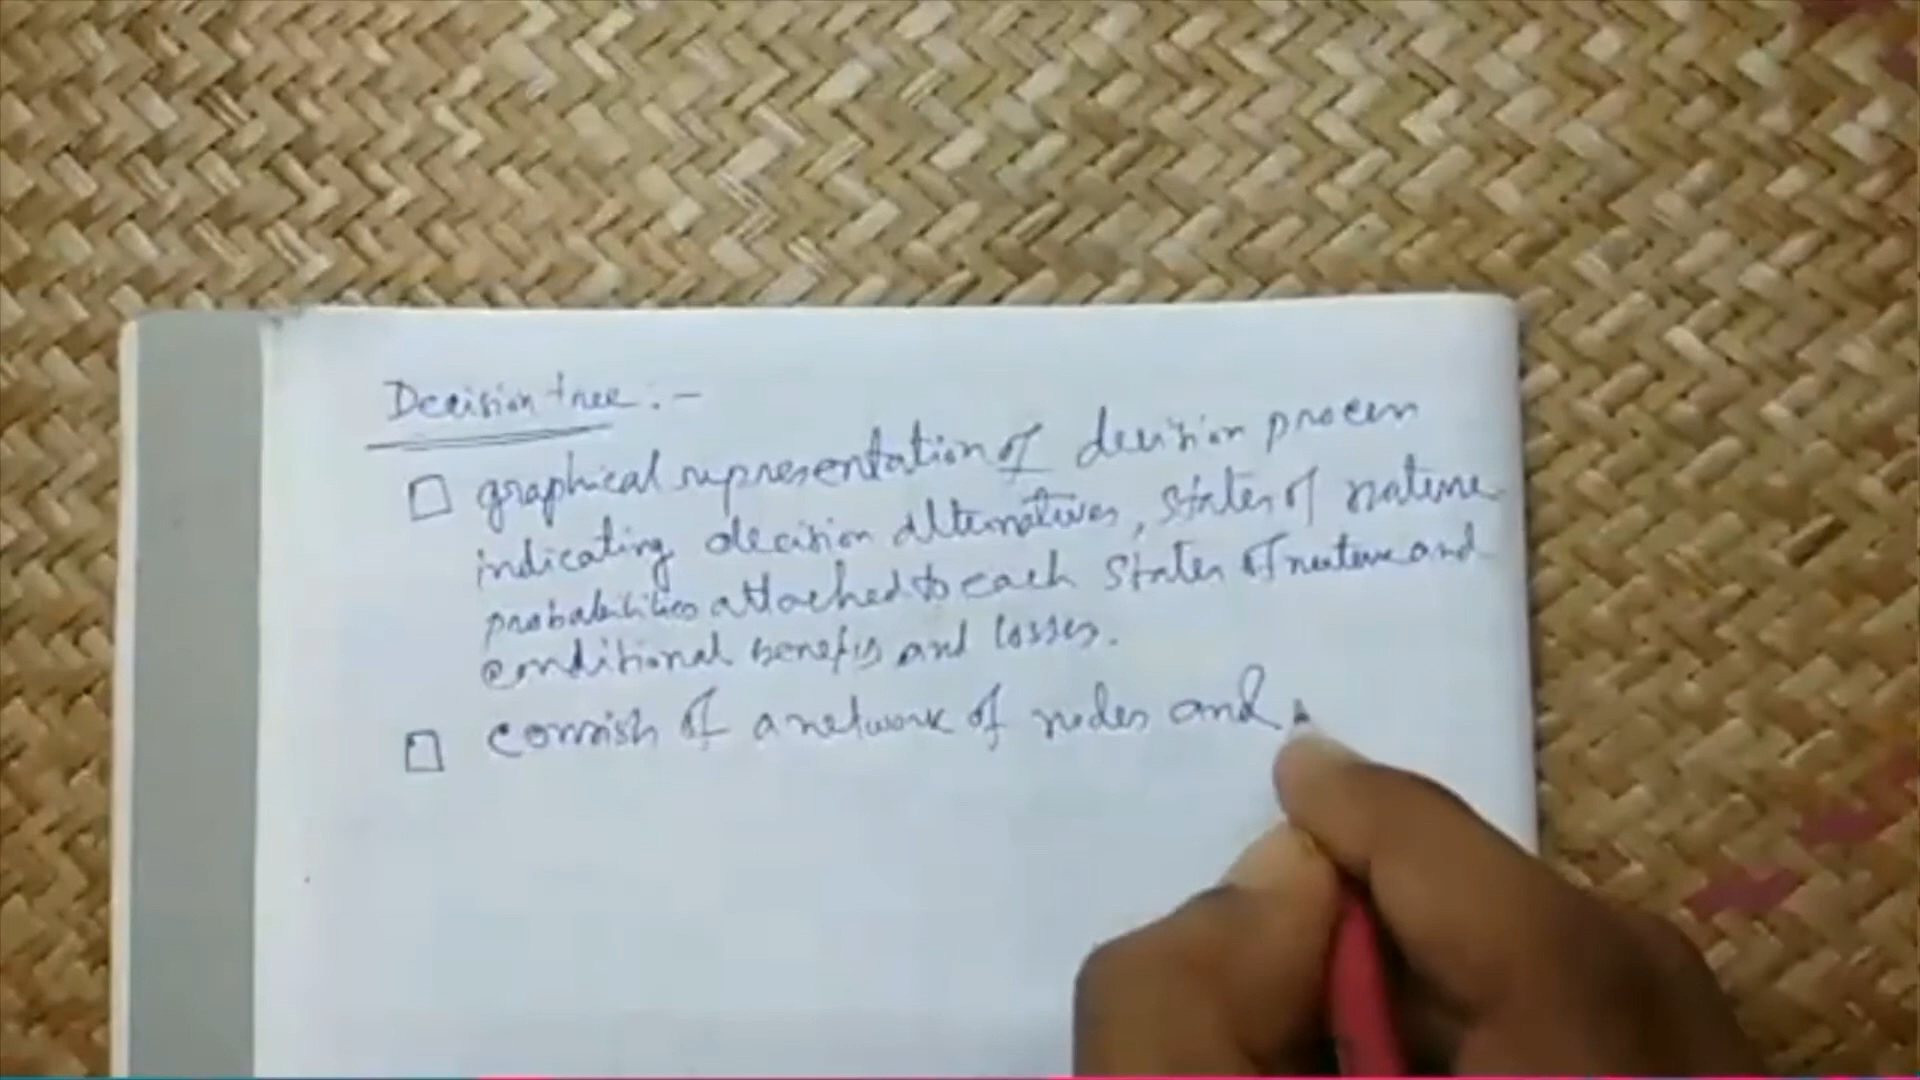 Decision tree :-
□ graphical representation of decision process
indicating decision alternatives, states of nature
probabilities attached to each states of nature and
conditional benefits and losses.
□ consists of a network of nodes and